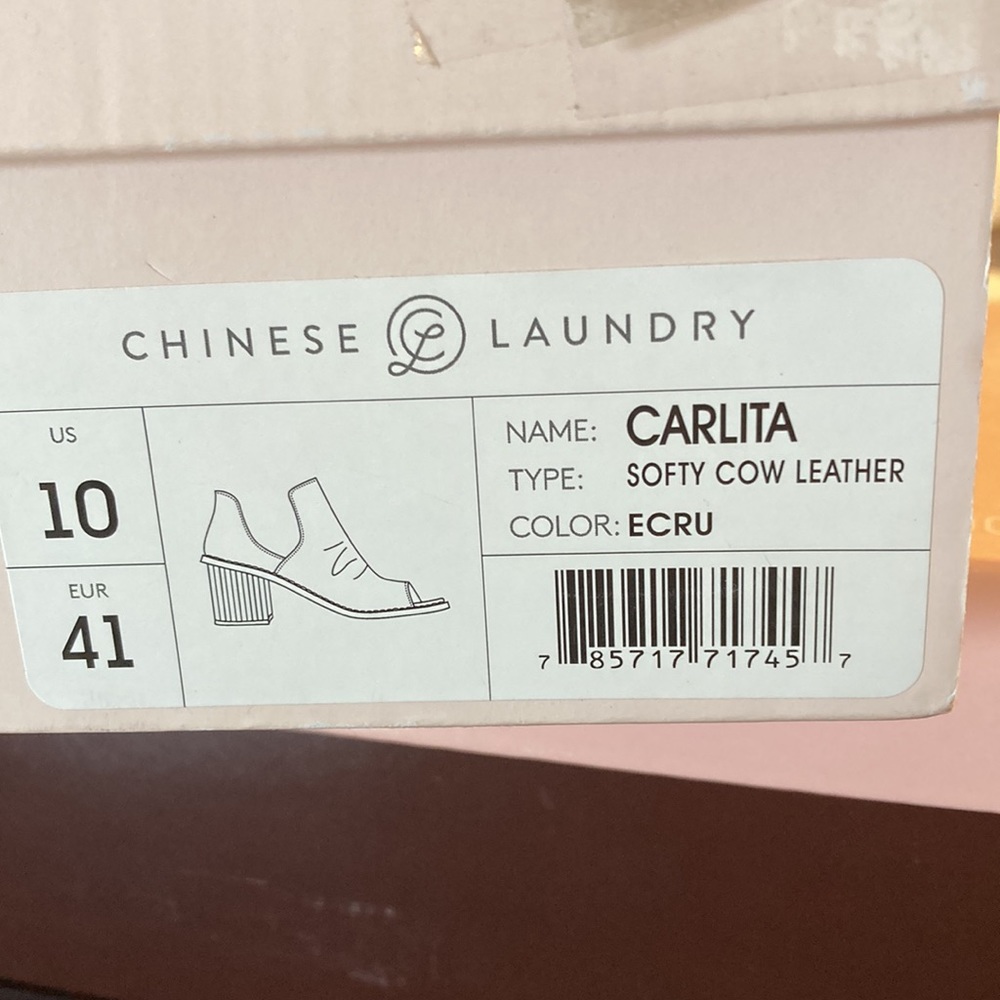 CHINESE LAUNDRY
US
10
EUR
41
NAME: CARLITA
TYPE: SOFTY COW LEATHER
COLOR: ECRU
7 85717 71745 7